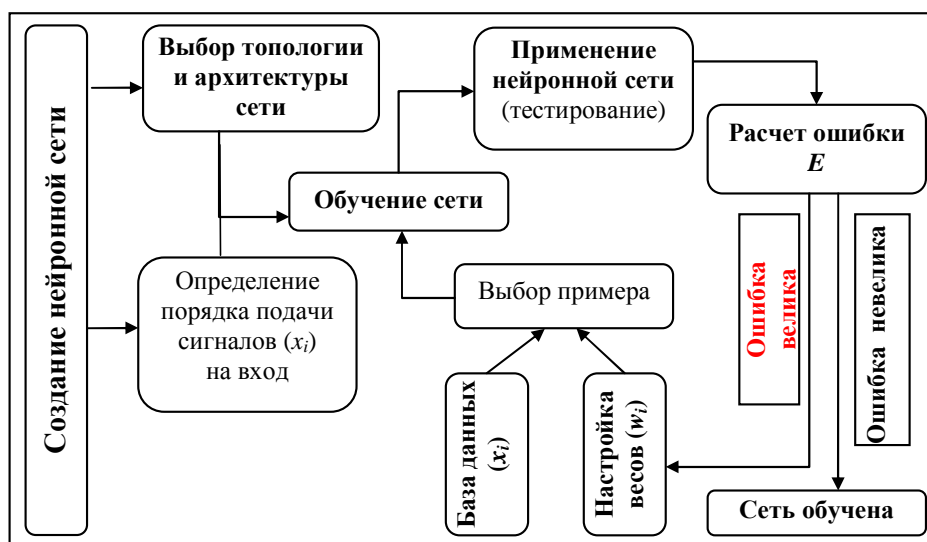 Создание нейронной сети
Выбор топологии
и архитектуры
сети
Определение
порядка подачи
сигналов (xi)
на вход
Обучение сети
Применение
нейронной сети
(тестирование)
Выбор примера
База данных
(xi)
Настройка
весов (wi)
Расчет ошибки
E
Ошибка
велика
Ошибка невелика
Сеть обучена